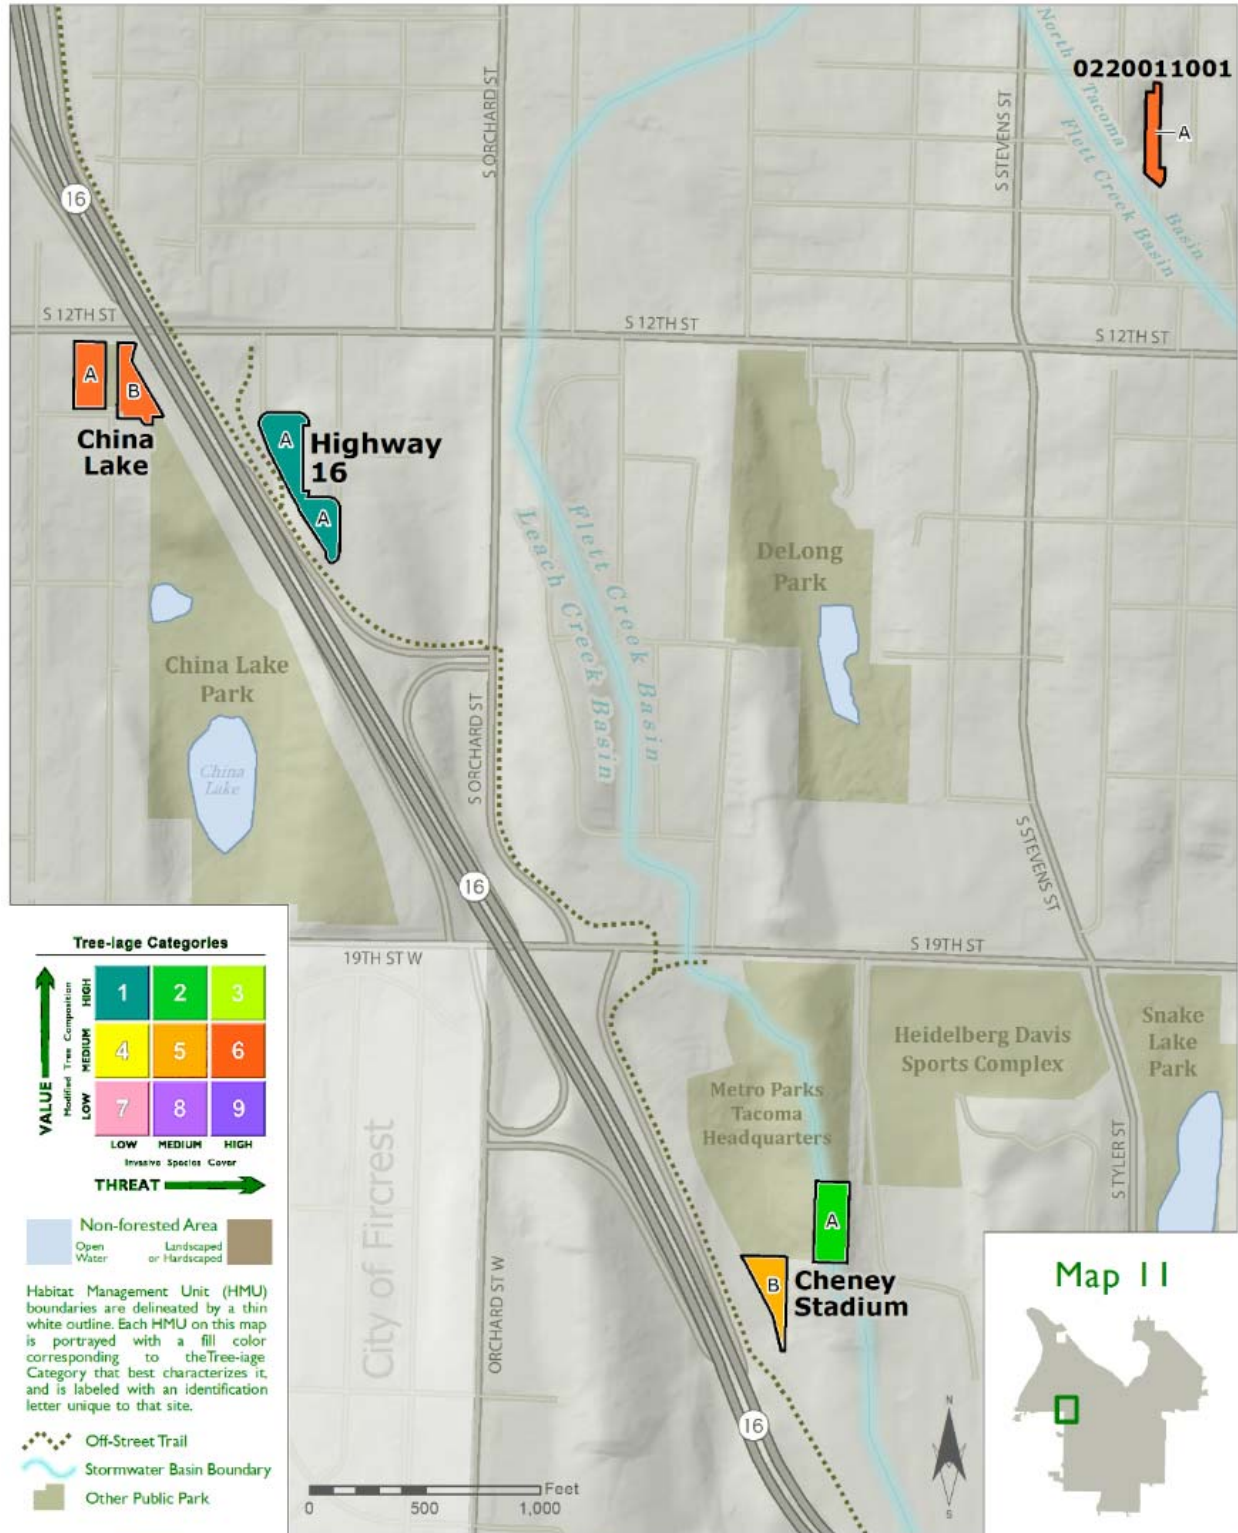 0220011001
A
North Tacoma Basin
Flett Creek Basin
S ORCHARD ST
S STEVENS ST
16
S 12TH ST
S 12TH ST
S 12TH ST
A
B
China
Lake
A
Highway
16
A
Flett Creek Basin
Leach Creek Basin
DeLong
Park
China Lake
Park
China
Lake
S ORCHARD ST
S STEVENS ST
16
19TH ST W
S 19TH ST
Heidelberg Davis
Sports Complex
Snake
Lake
Park
Metro Parks
Tacoma
Headquarters
S TYLER ST
City of Fircrest
ORCHARD ST W
A
B
Cheney
Stadium
16
Tree-iage Categories
VALUE
Modified Tree Composition
HIGH
MEDIUM
LOW
1 2 3
4 5 6
7 8 9
LOW MEDIUM HIGH
Invasive Species Cover
THREAT
Non-forested Area
Open
Water
Landscaped
or Hardscaped
Habitat Management Unit (HMU)
boundaries are delineated by a thin
white outline. Each HMU on this map
is portrayed with a fill color
corresponding to theTree-iage
Category that best characterizes it,
and is labeled with an identification
letter unique to that site.
Off-Street Trail
Stormwater Basin Boundary
Other Public Park
Feet
0 500 1,000
N
S
Map 11